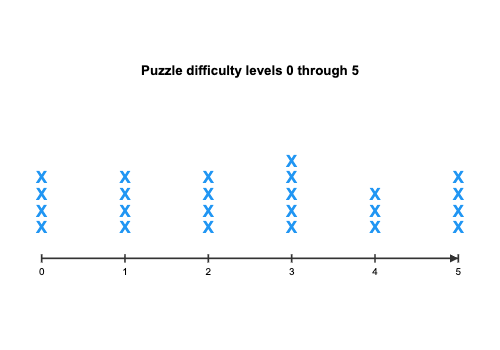 Puzzle difficulty levels 0 through 5
X
X X X X X
X X X X X X
X X X X X X
X X X X X X
0 1 2 3 4 5